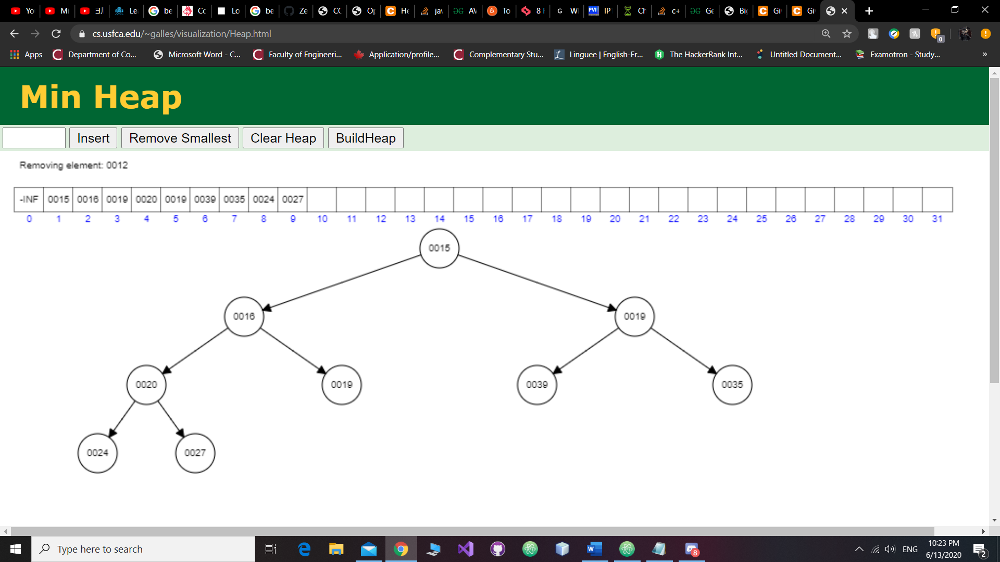 Yo Mi ∃J Le be Co Lo be Ze CC Op He jav AV To 8 I G W IP Ch c+ Ge Big Giv Gi
cs.usfca.edu/~galles/visualization/Heap.html
0
Apps Department of Co... Microsoft Word - C... Faculty of Engineeri... Application/profile... Complementary Stu... Linguee | English-Fr... The HackerRank Int... Untitled Document... Examotron - Study... »
Min Heap
Insert Remove Smallest Clear Heap BuildHeap
Removing element: 0012
-INF 0015 0016 0019 0020 0019 0039 0035 0024 0027
0 1 2 3 4 5 6 7 8 9 10 11 12 13 14 15 16 17 18 19 20 21 22 23 24 25 26 27 28 29 30 31
0015
0016 0019
0020 0019 0039 0035
0024 0027
Type here to search
8
ENG
10:23 PM
6/13/2020
2